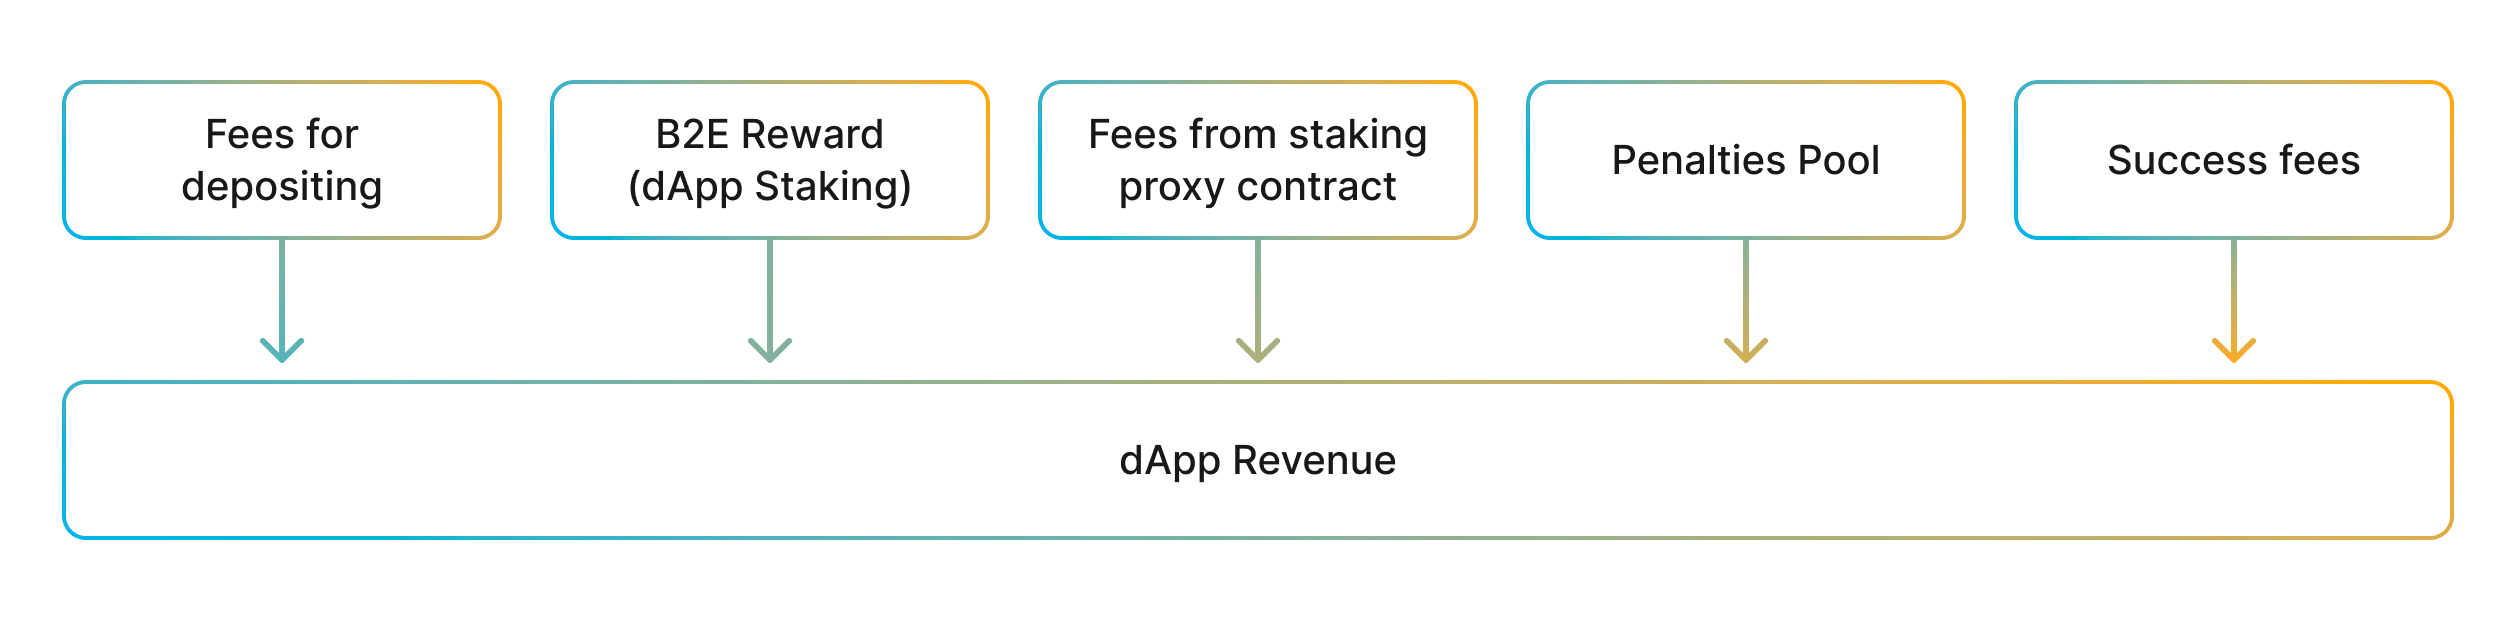 Fees for
depositing
B2E Reward
(dApp Staking)
Fees from staking
proxy contract
Penalties Pool
Success fees
dApp Revenue